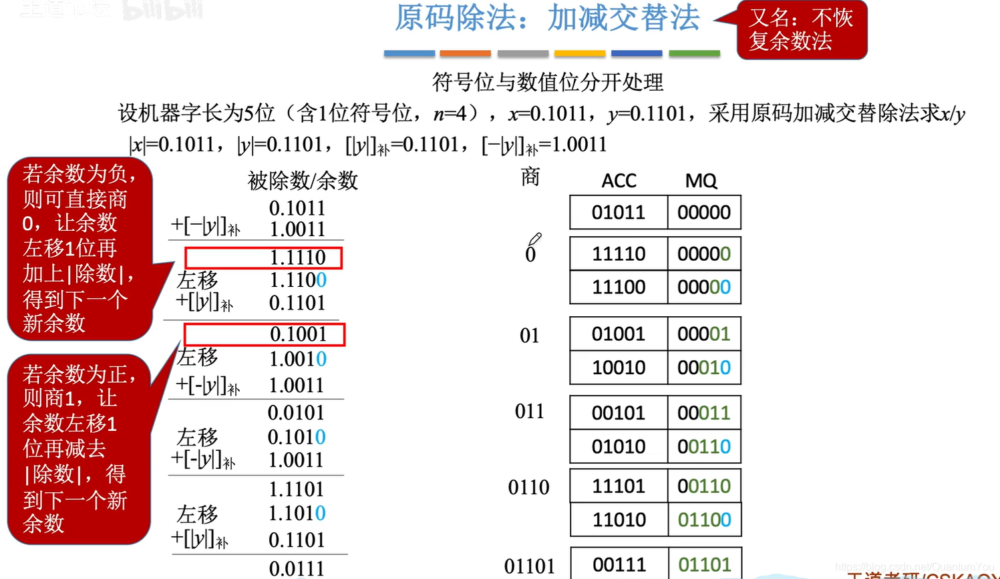 王道论坛 bilibili
原码除法：加减交替法
又名：不恢
复余数法
符号位与数值位分开处理
设机器字长为5位（含1位符号位，n=4），x=0.1011，y=0.1101，采用原码加减交替除法求x/y
|x|=0.1011，|y|=0.1101，[|y|]补=0.1101，[−|y|]补=1.0011
若余数为负，
则可直接商
0，让余数
左移1位再
加上|除数|，
得到下一个
新余数
若余数为正，
则商1，让
余数左移1
位再减去
|除数|，得
到下一个新
余数
被除数/余数 商 ACC MQ
0.1011 01011 00000
+[−|y|]补 1.0011
1.1110 0 11110 00000
左移 1.1100 11100 00000
+[|y|]补 0.1101
0.1001 01 01001 00001
左移 1.0010 10010 00010
+[-|y|]补 1.0011
0.0101 011 00101 00011
左移 0.1010 01010 00110
+[-|y|]补 1.0011
1.1101 0110 11101 00110
左移 1.1010 11010 01100
+[|y|]补 0.1101
0.0111 01101 00111 01101
https://blog.csdn.net/QuantumYou
王道考研/CSKAOY